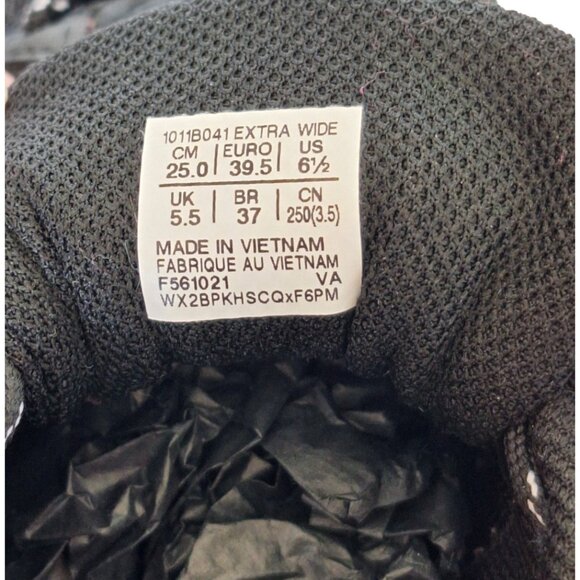 1011B041 EXTRA WIDE
CM EURO US
25.0 39.5 6½
UK BR CN
5.5 37 250(3.5)
MADE IN VIETNAM
FABRIQUE AU VIETNAM
F561021 VA
WX2BPKHSCQxF6PM